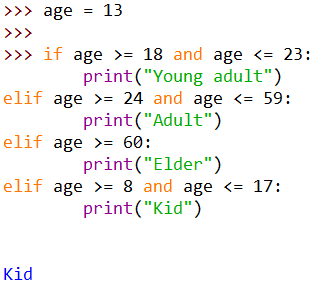 >>> age = 13
>>>
>>> if age >= 18 and age <= 23:
        print("Young adult")
elif age >= 24 and age <= 59:
        print("Adult")
elif age >= 60:
        print("Elder")
elif age >= 8 and age <= 17:
        print("Kid")
Kid